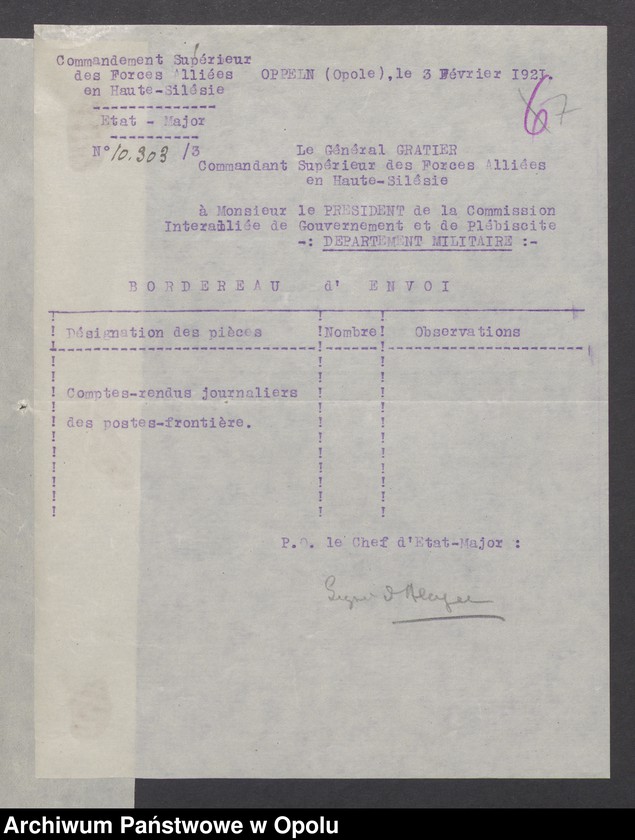 Commandement Supérieur
des Forces Alliées
en Haute-Silésie
OPPELN (Opole), le 3 Février 1921.
Etat - Major
N° 10.303 /3
67
Le Général GRATIER
Commandant Supérieur des Forces Alliées
en Haute-Silésie
à Monsieur le PRESIDENT de la Commission
Interalliée de Gouvernement et de Plébiscite
-: DEPARTEMENT MILITAIRE :-
BORDEREAU d' ENVOI
Désignation des pièces ! Nombre ! Observations
Comptes-rendus journaliers
des postes-frontière.
P.O. le Chef d'Etat-Major :
Signé
Archiwum Państwowe w Opolu